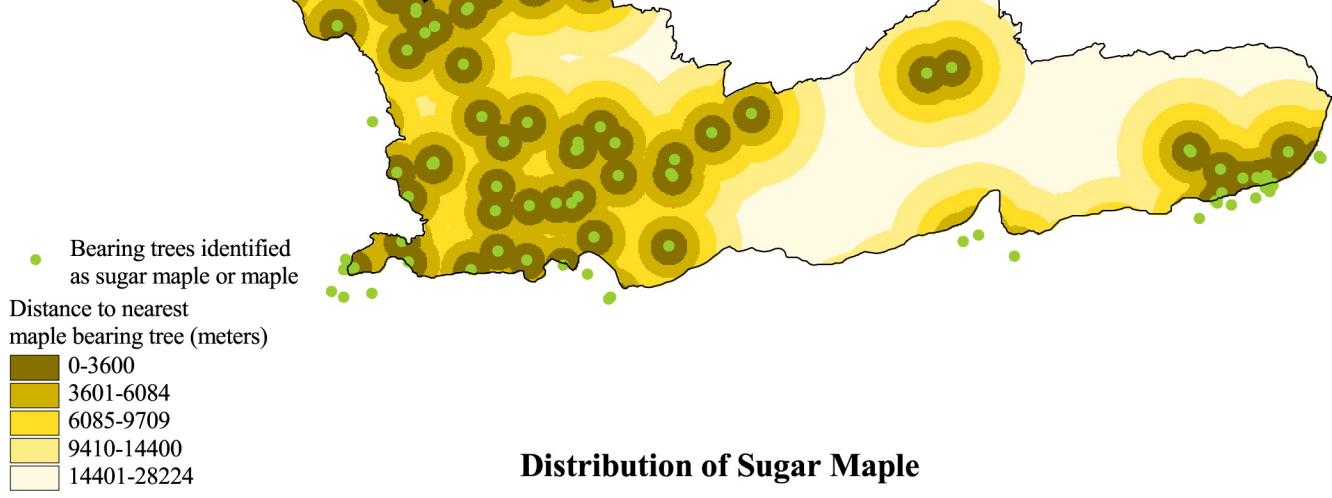 Bearing trees identified
as sugar maple or maple
Distance to nearest
maple bearing tree (meters)
0-3600
3601-6084
6085-9709
9410-14400
14401-28224
Distribution of Sugar Maple